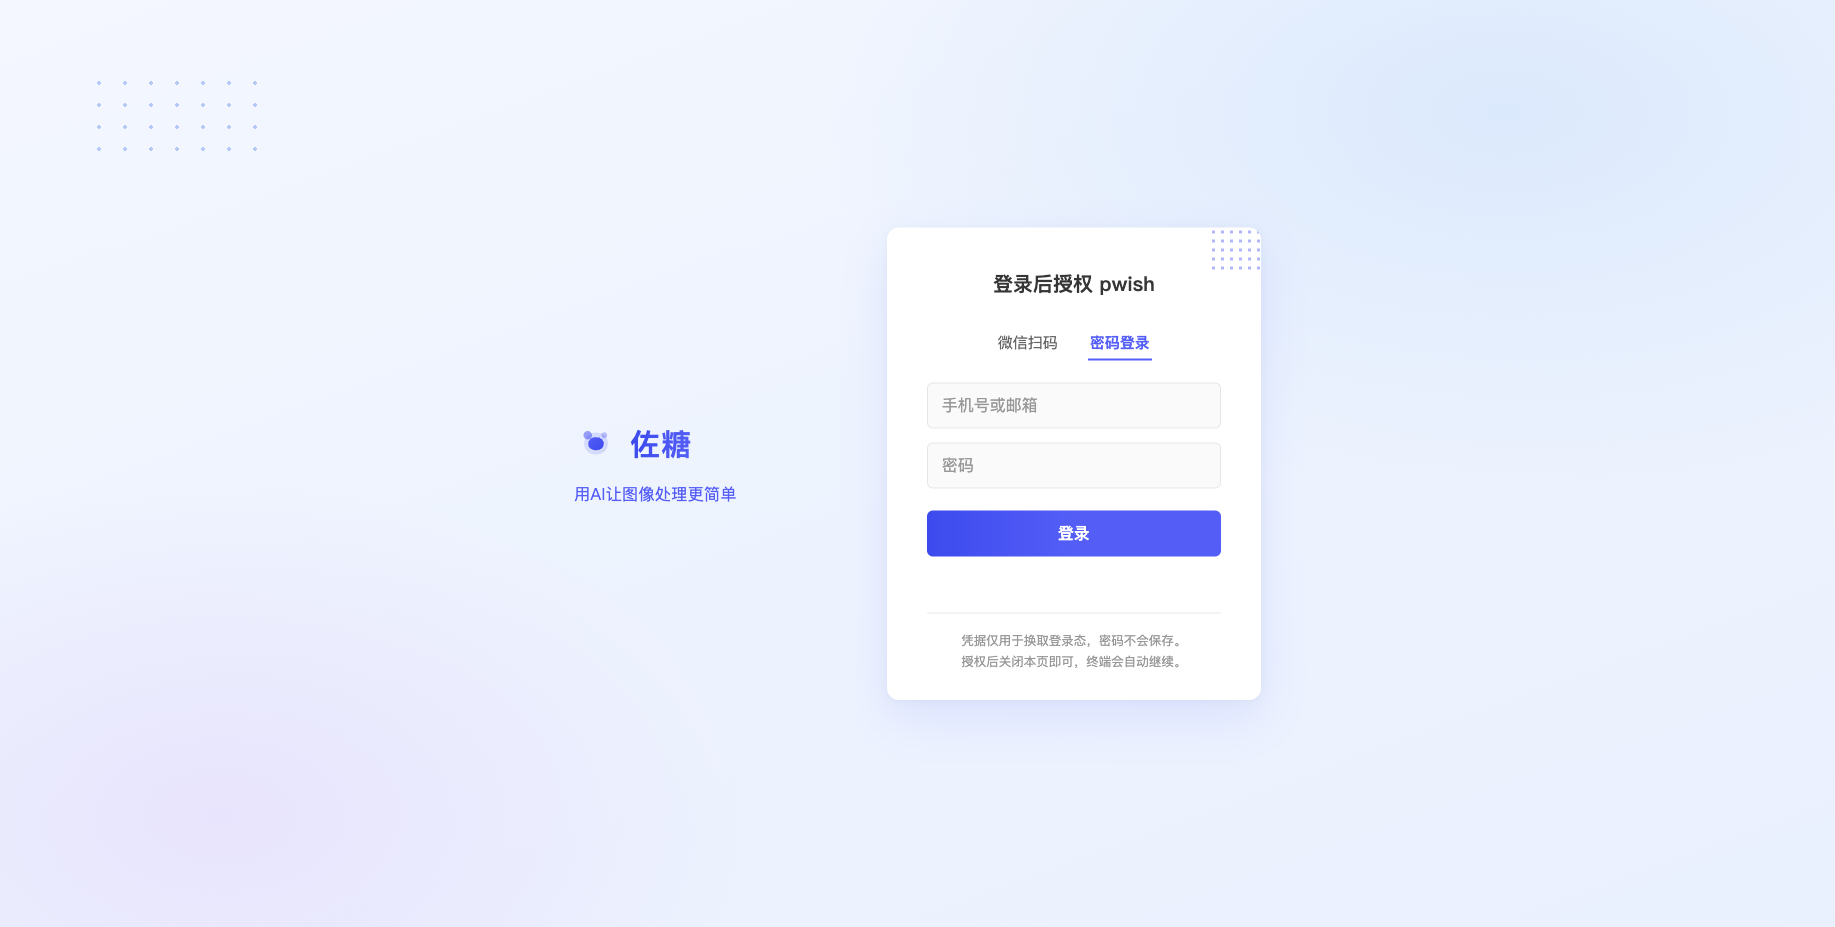 佐糖
用AI让图像处理更简单
登录后授权 pwish
微信扫码 密码登录
手机号或邮箱
密码
登录
凭据仅用于换取登录态，密码不会保存。
授权后关闭本页即可，终端会自动继续。